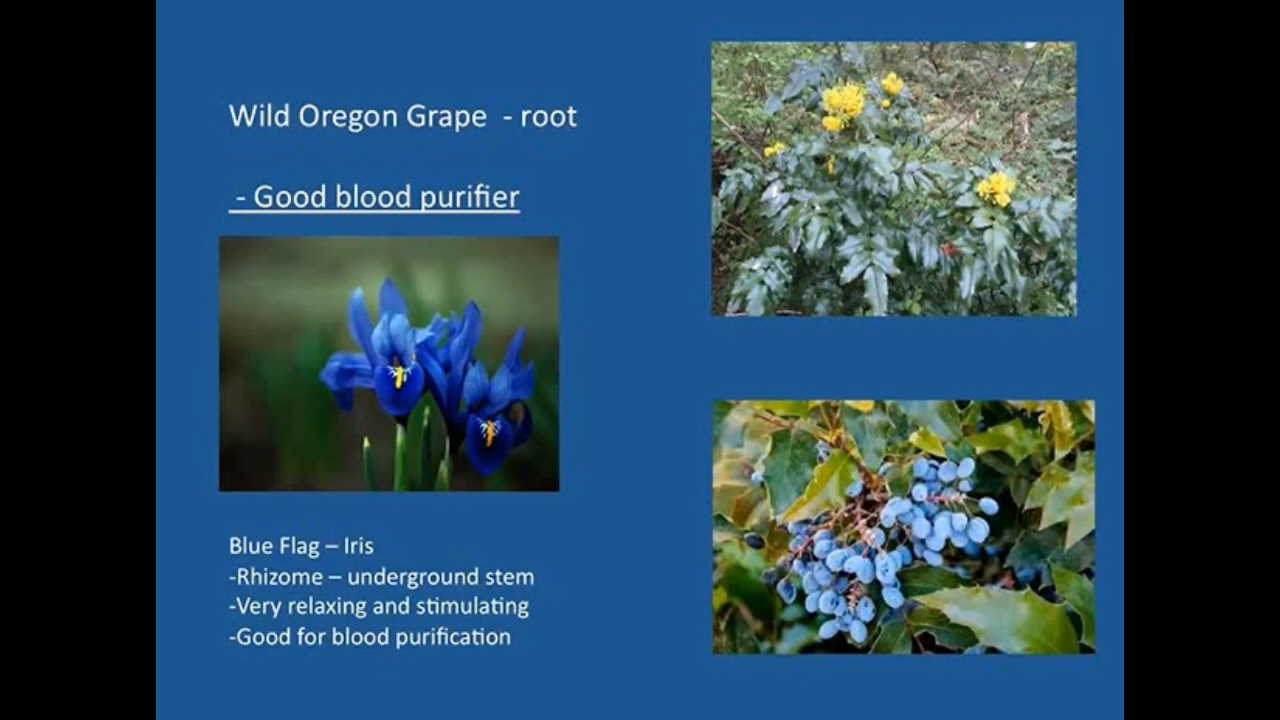 Wild Oregon Grape - root
- Good blood purifier
Blue Flag – Iris
-Rhizome – underground stem
-Very relaxing and stimulating
-Good for blood purification